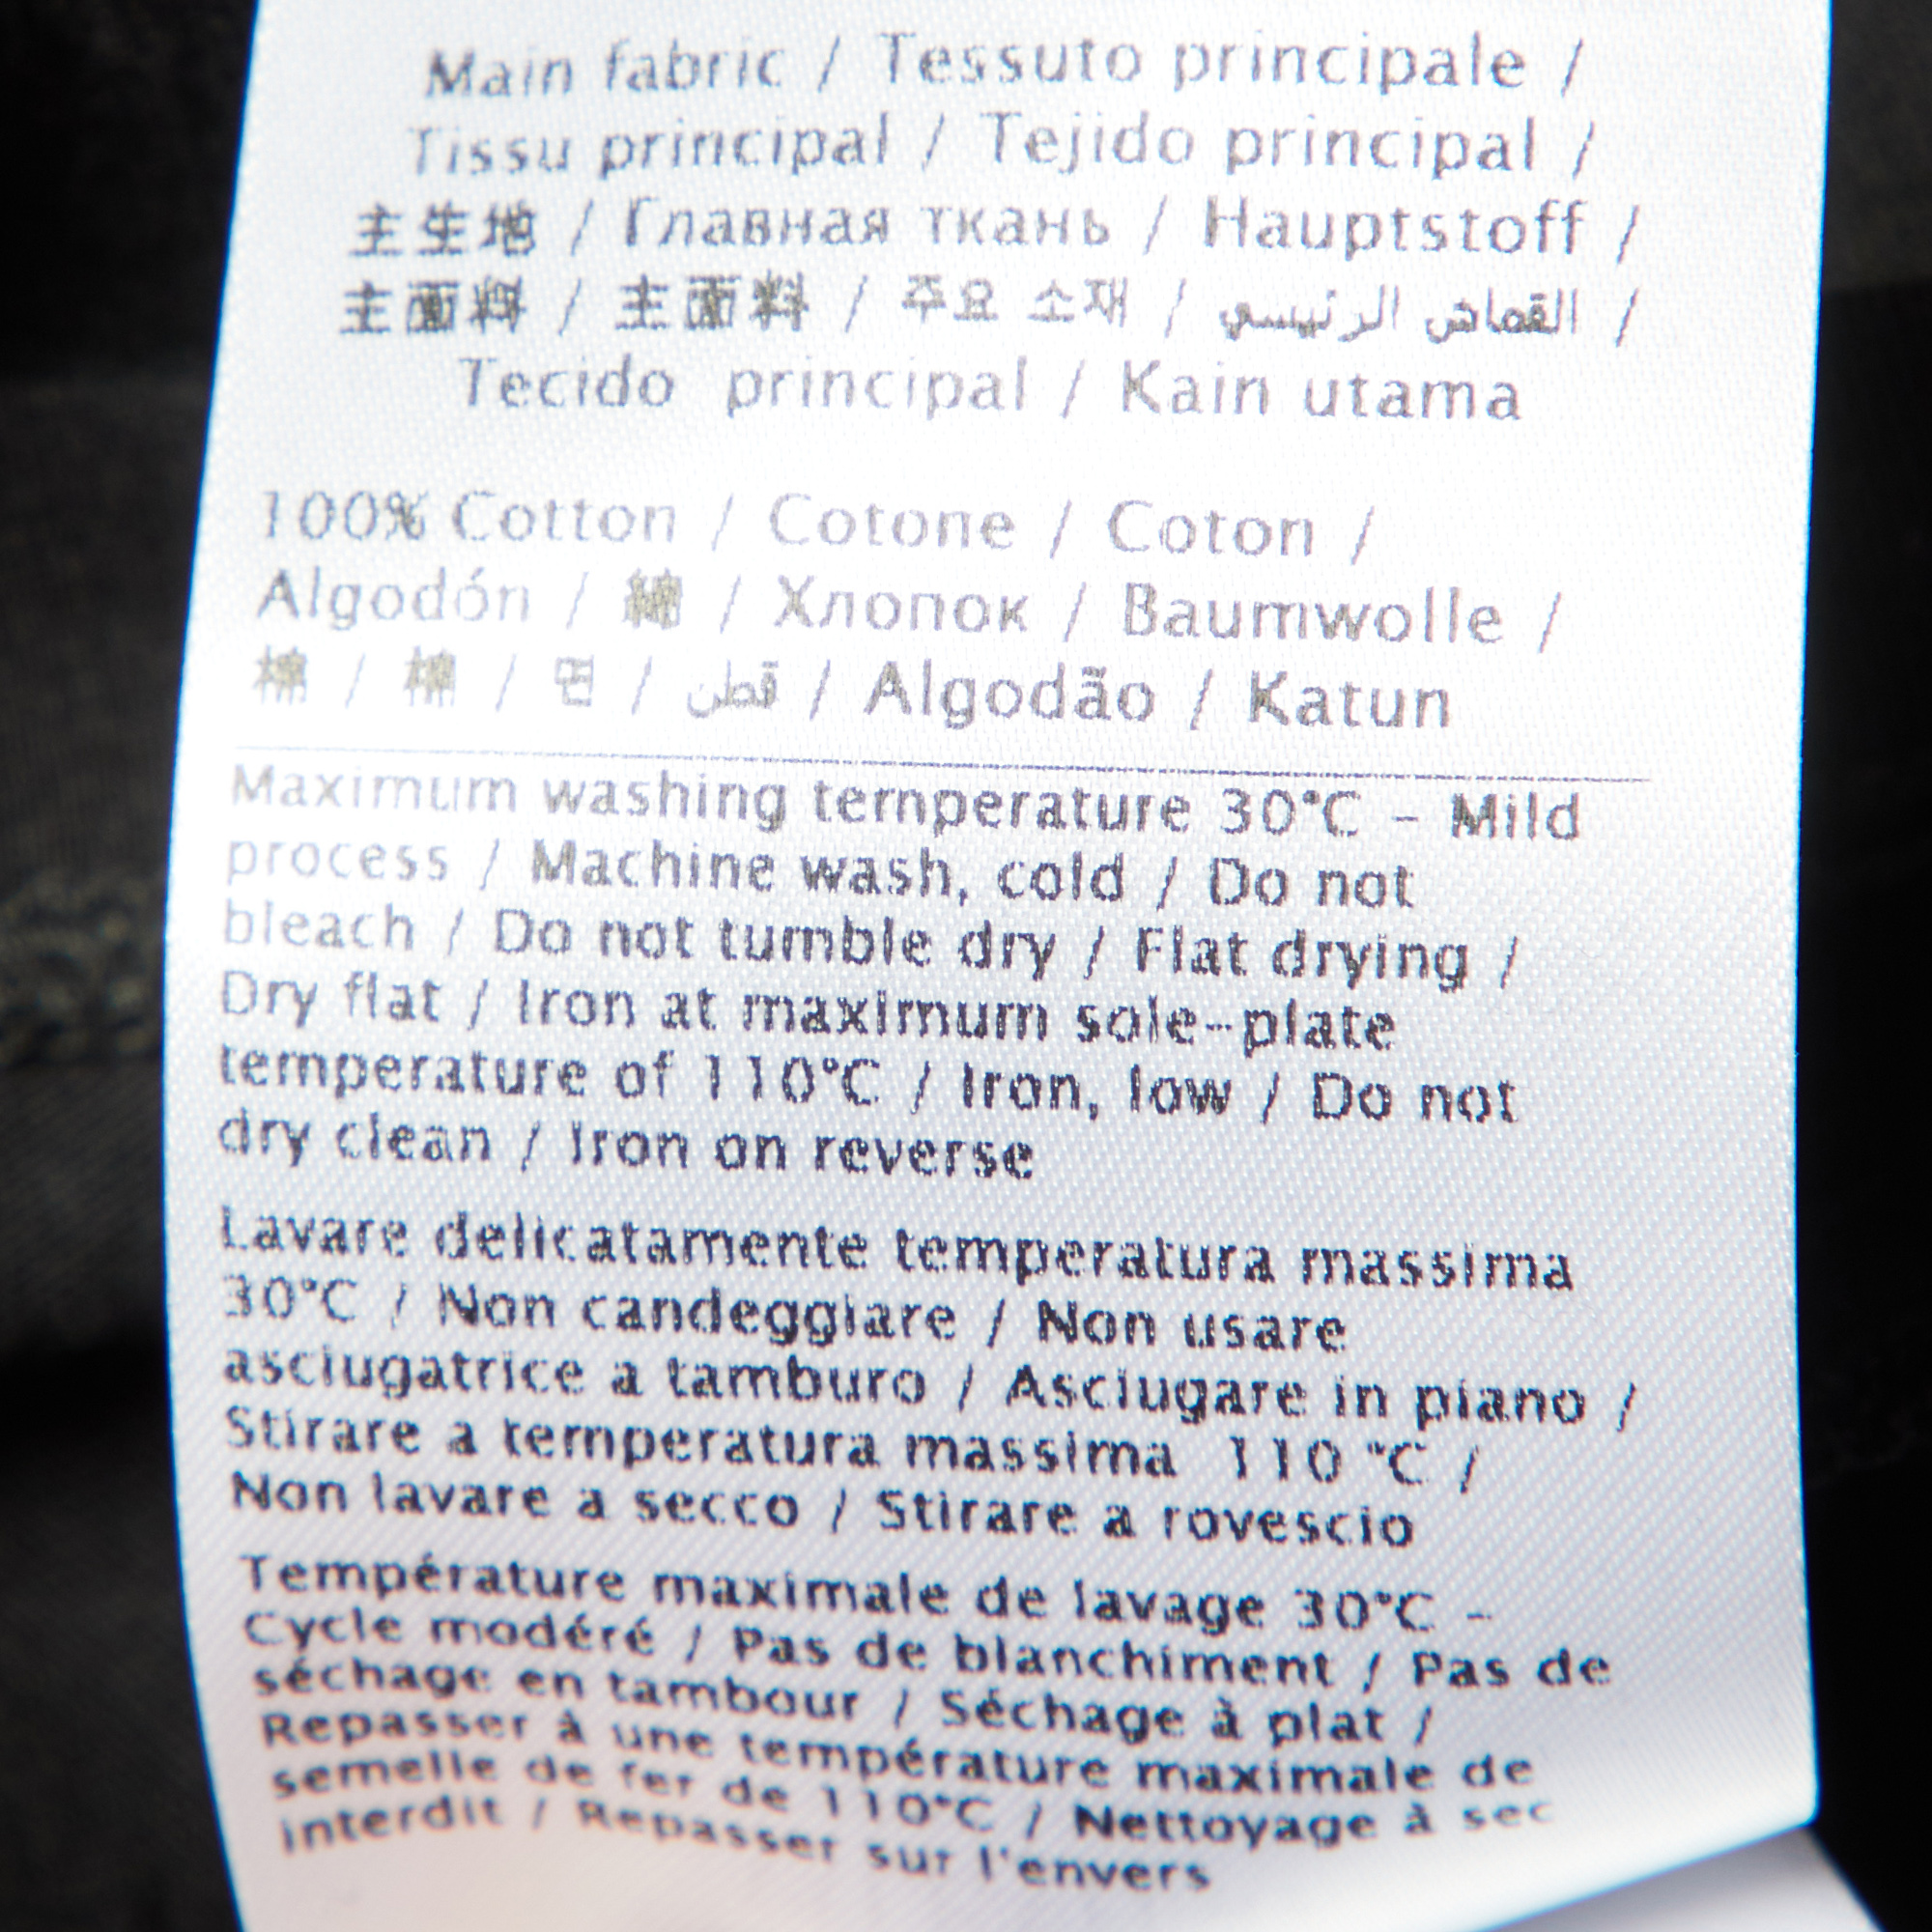 Main fabric / Tessuto principale /
Tissu principal / Tejido principal /
主生地 / Главная ткань / Hauptstoff /
主面料 / 主面料 / 주요 소재 / القماش الرئيسي /
Tecido principal / Kain utama
100% Cotton / Cotone / Coton /
Algodón / 綿 / Хлопок / Baumwolle /
棉 / 棉 / 면 / قطن / Algodão / Katun
Maximum washing temperature 30°C - Mild
process / Machine wash, cold / Do not
bleach / Do not tumble dry / Flat drying /
Dry flat / Iron at maximum sole-plate
temperature of 110°C / Iron, low / Do not
dry clean / Iron on reverse
Lavare delicatamente temperatura massima
30°C / Non candeggiare / Non usare
asciugatrice a tamburo / Asciugare in piano /
Stirare a temperatura massima 110 °C /
Non lavare a secco / Stirare a rovescio
Température maximale de lavage 30°C -
Cycle modéré / Pas de blanchiment / Pas de
séchage en tambour / Séchage à plat /
Repasser à une température maximale de
semelle de fer de 110°C / Nettoyage à sec
interdit / Repasser sur l'envers